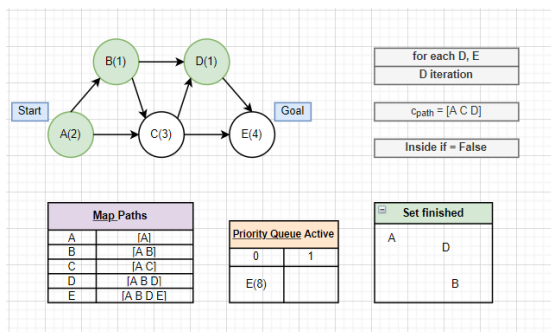 B(1)
D(1)
Start
Goal
A(2)
C(3)
E(4)
for each D, E
D iteration
cpath = [A C D]
Inside if = False
Map Paths
A [A]
B [A B]
C [A C]
D [A B D]
E [A B D E]
Priority Queue Active
0 1
E(8)
Set finished
A
D
B